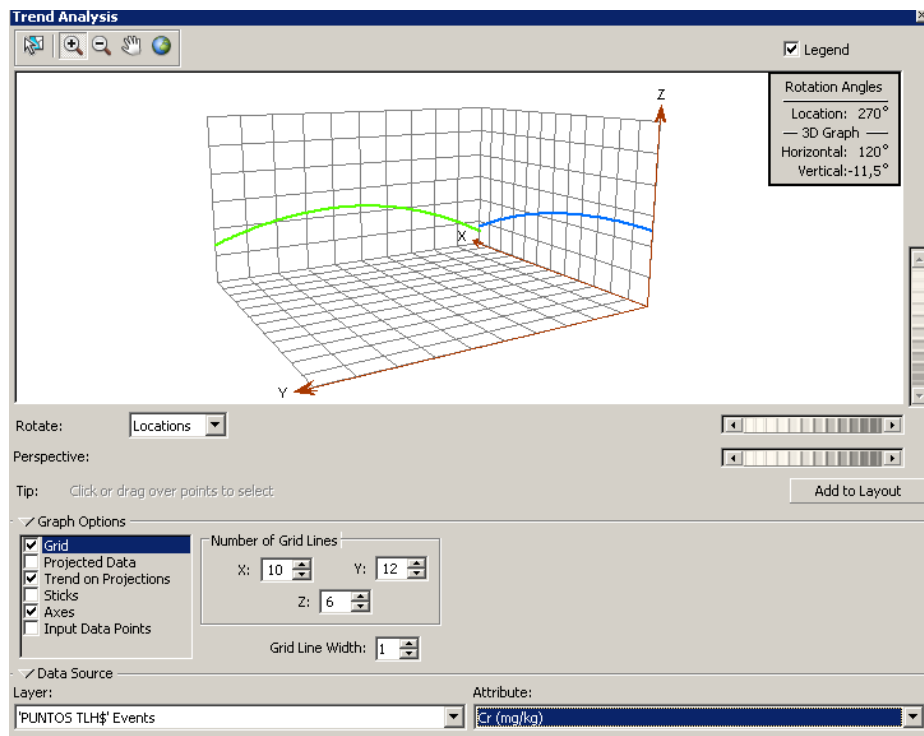 Trend Analysis
Legend
Rotation Angles
Location: 270°
— 3D Graph —
Horizontal: 120°
Vertical:-11,5°
Z
X
Y
Rotate: Locations
Perspective:
Tip: Click or drag over points to select
Add to Layout
Graph Options
Grid
Projected Data
Trend on Projections
Sticks
Axes
Input Data Points
Number of Grid Lines
X: 10 Y: 12
Z: 6
Grid Line Width: 1
Data Source
Layer: Attribute:
'PUNTOS TLH$' Events Cr (mg/kg)